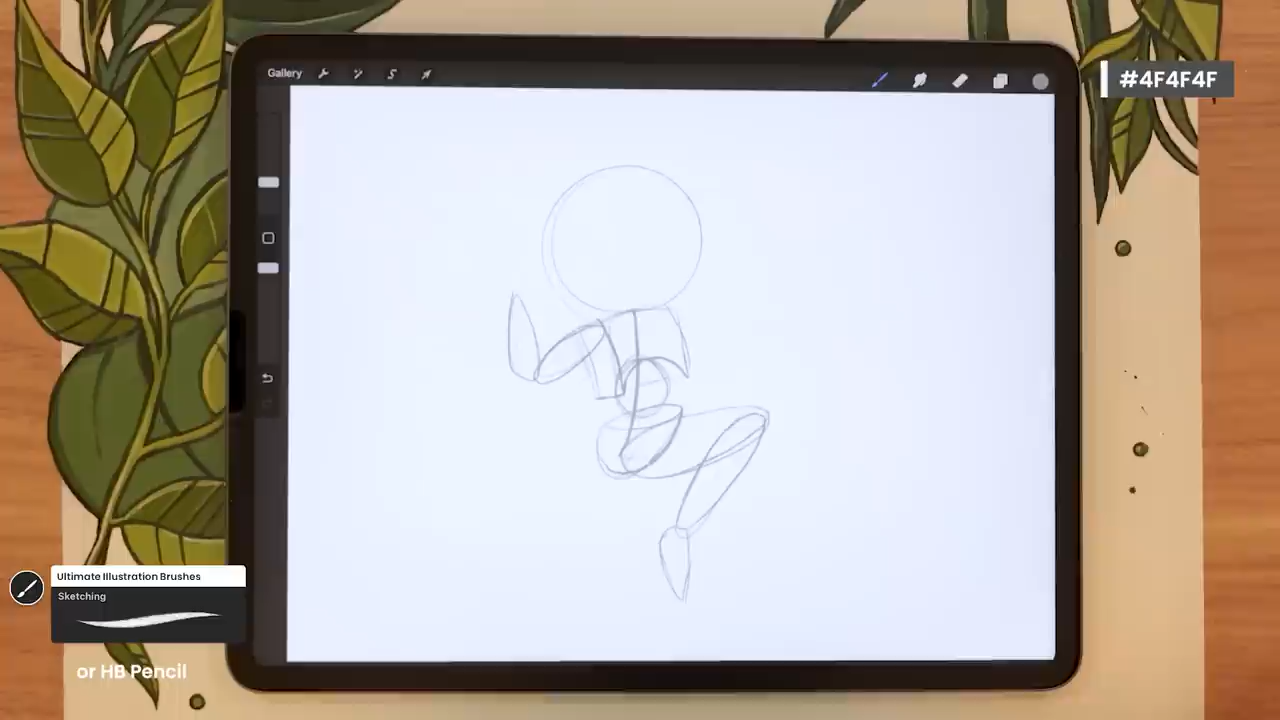 Gallery
#4F4F4F
Ultimate Illustration Brushes
Sketching
or HB Pencil